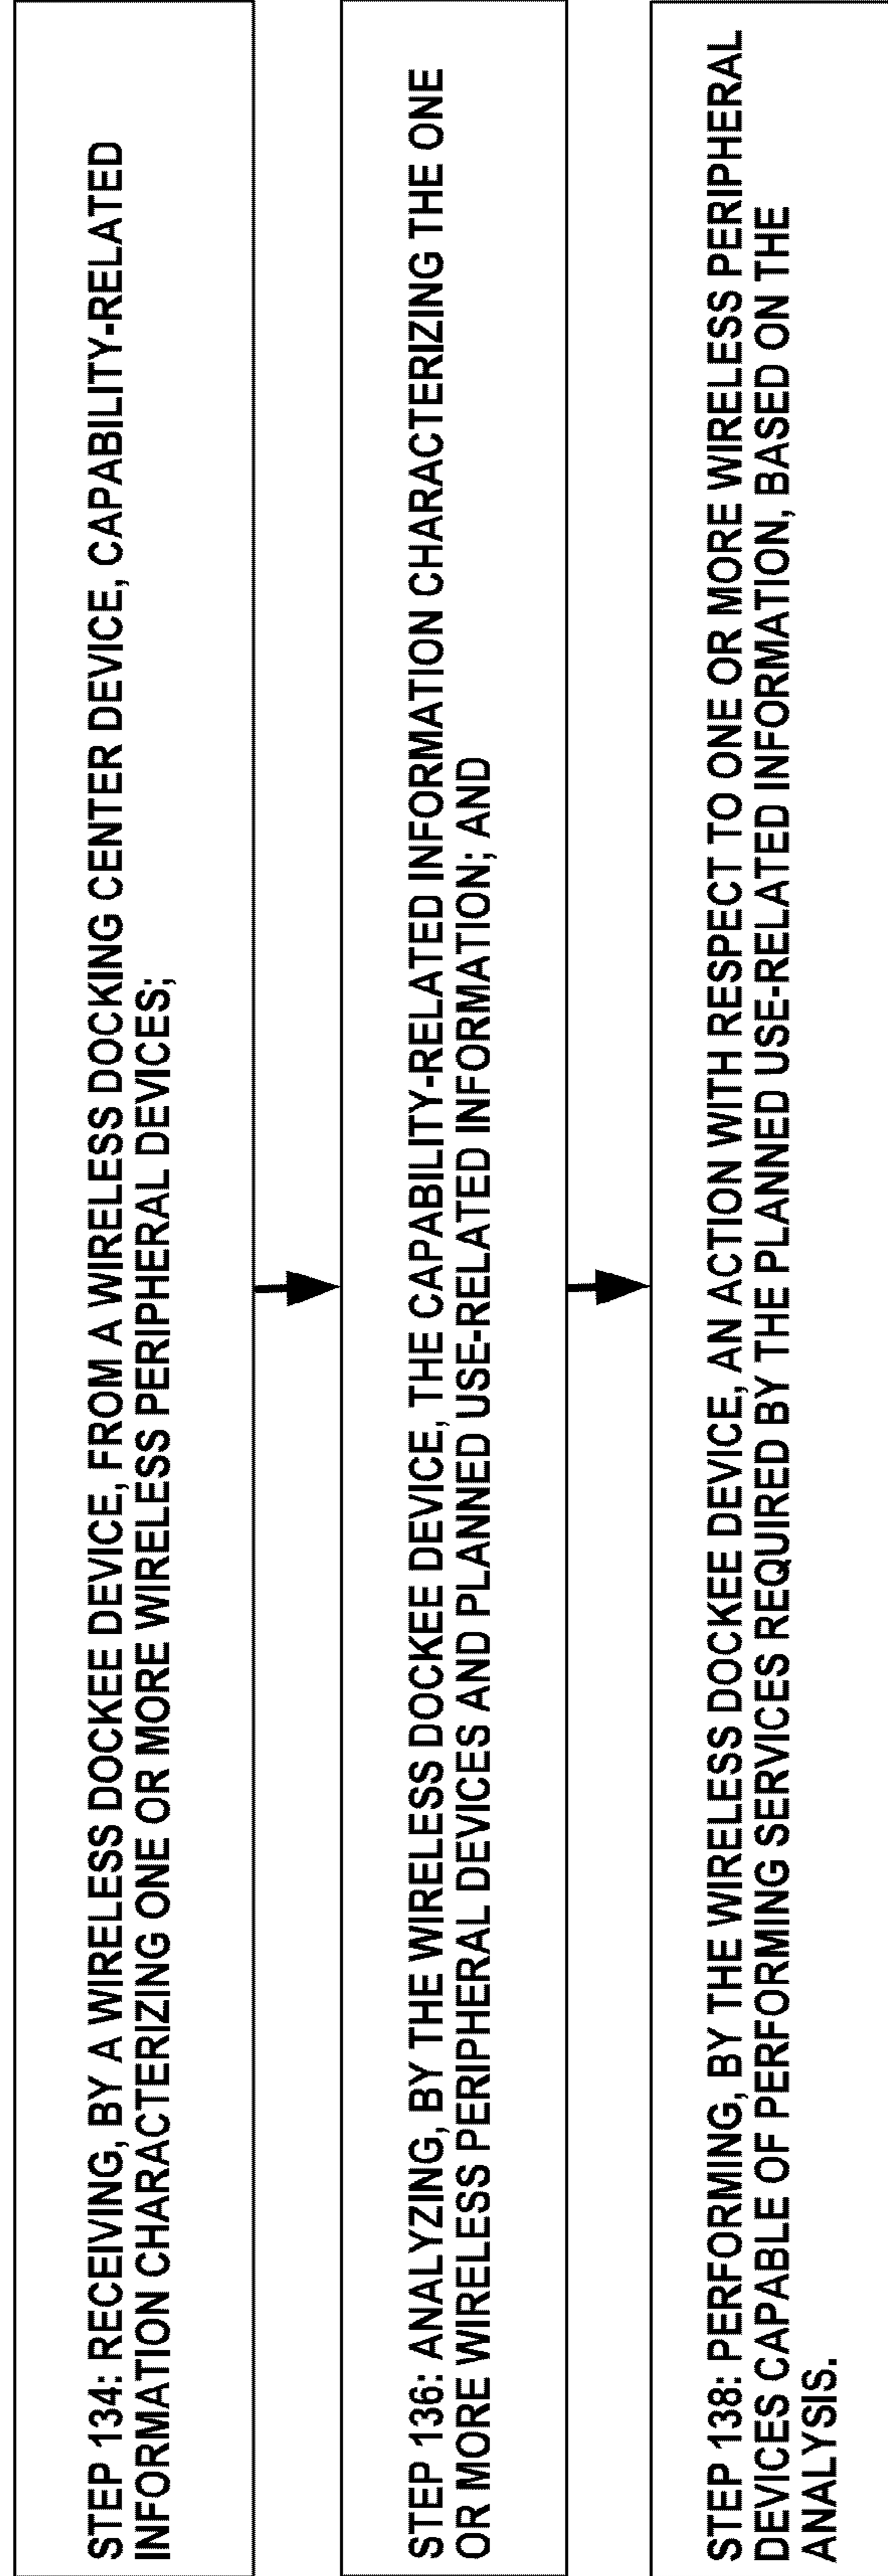 STEP 134: RECEIVING, BY A WIRELESS DOCKEE DEVICE, FROM A WIRELESS DOCKING CENTER DEVICE, CAPABILITY-RELATED
INFORMATION CHARACTERIZING ONE OR MORE WIRELESS PERIPHERAL DEVICES;
STEP 136: ANALYZING, BY THE WIRELESS DOCKEE DEVICE, THE CAPABILITY-RELATED INFORMATION CHARACTERIZING THE ONE
OR MORE WIRELESS PERIPHERAL DEVICES AND PLANNED USE-RELATED INFORMATION; AND
STEP 138: PERFORMING, BY THE WIRELESS DOCKEE DEVICE, AN ACTION WITH RESPECT TO ONE OR MORE WIRELESS PERIPHERAL
DEVICES CAPABLE OF PERFORMING SERVICES REQUIRED BY THE PLANNED USE-RELATED INFORMATION, BASED ON THE
ANALYSIS.